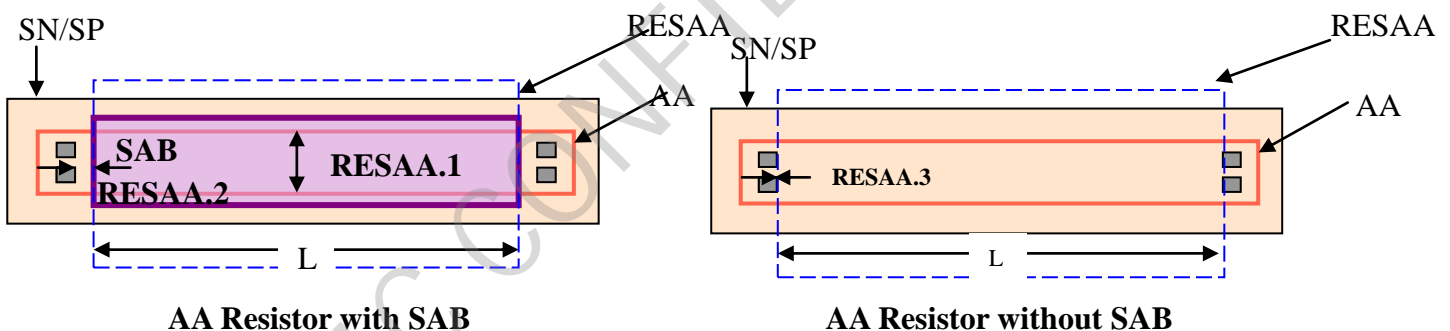 SN/SP
RESAA
AA
SAB
RESAA.1
RESAA.2
L
AA Resistor with SAB
SN/SP
RESAA
AA
RESAA.3
L
AA Resistor without SAB